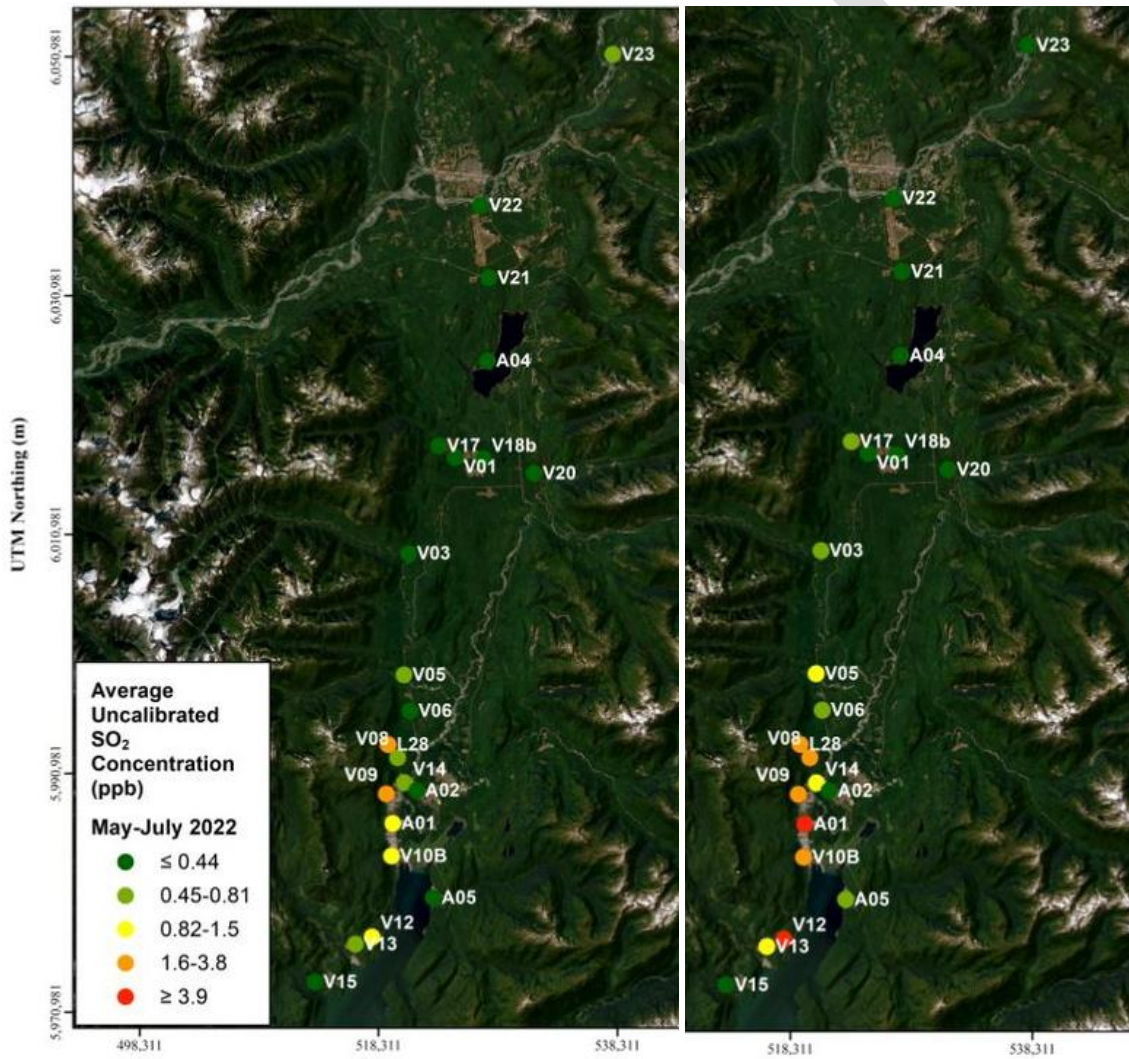 V23
V23
6,050,981
V22
V22
V21
V21
6,030,981
A04
A04
V17
V18b
V17
V18b
V01
V20
V01
V20
UTM Northing (m)
6,010,981
V03
V03
V05
V05
V06
V06
V08
L28
V08
L28
V09
V14
V09
V14
5,990,981
A02
A02
A01
A01
V10B
V10B
A05
A05
V12
V12
V13
V13
V15
V15
5,970,981
Average
Uncalibrated
SO₂
Concentration
(ppb)
May-July 2022
≤ 0.44
0.45-0.81
0.82-1.5
1.6-3.8
≥ 3.9
498,311
518,311
538,311
518,311
538,311